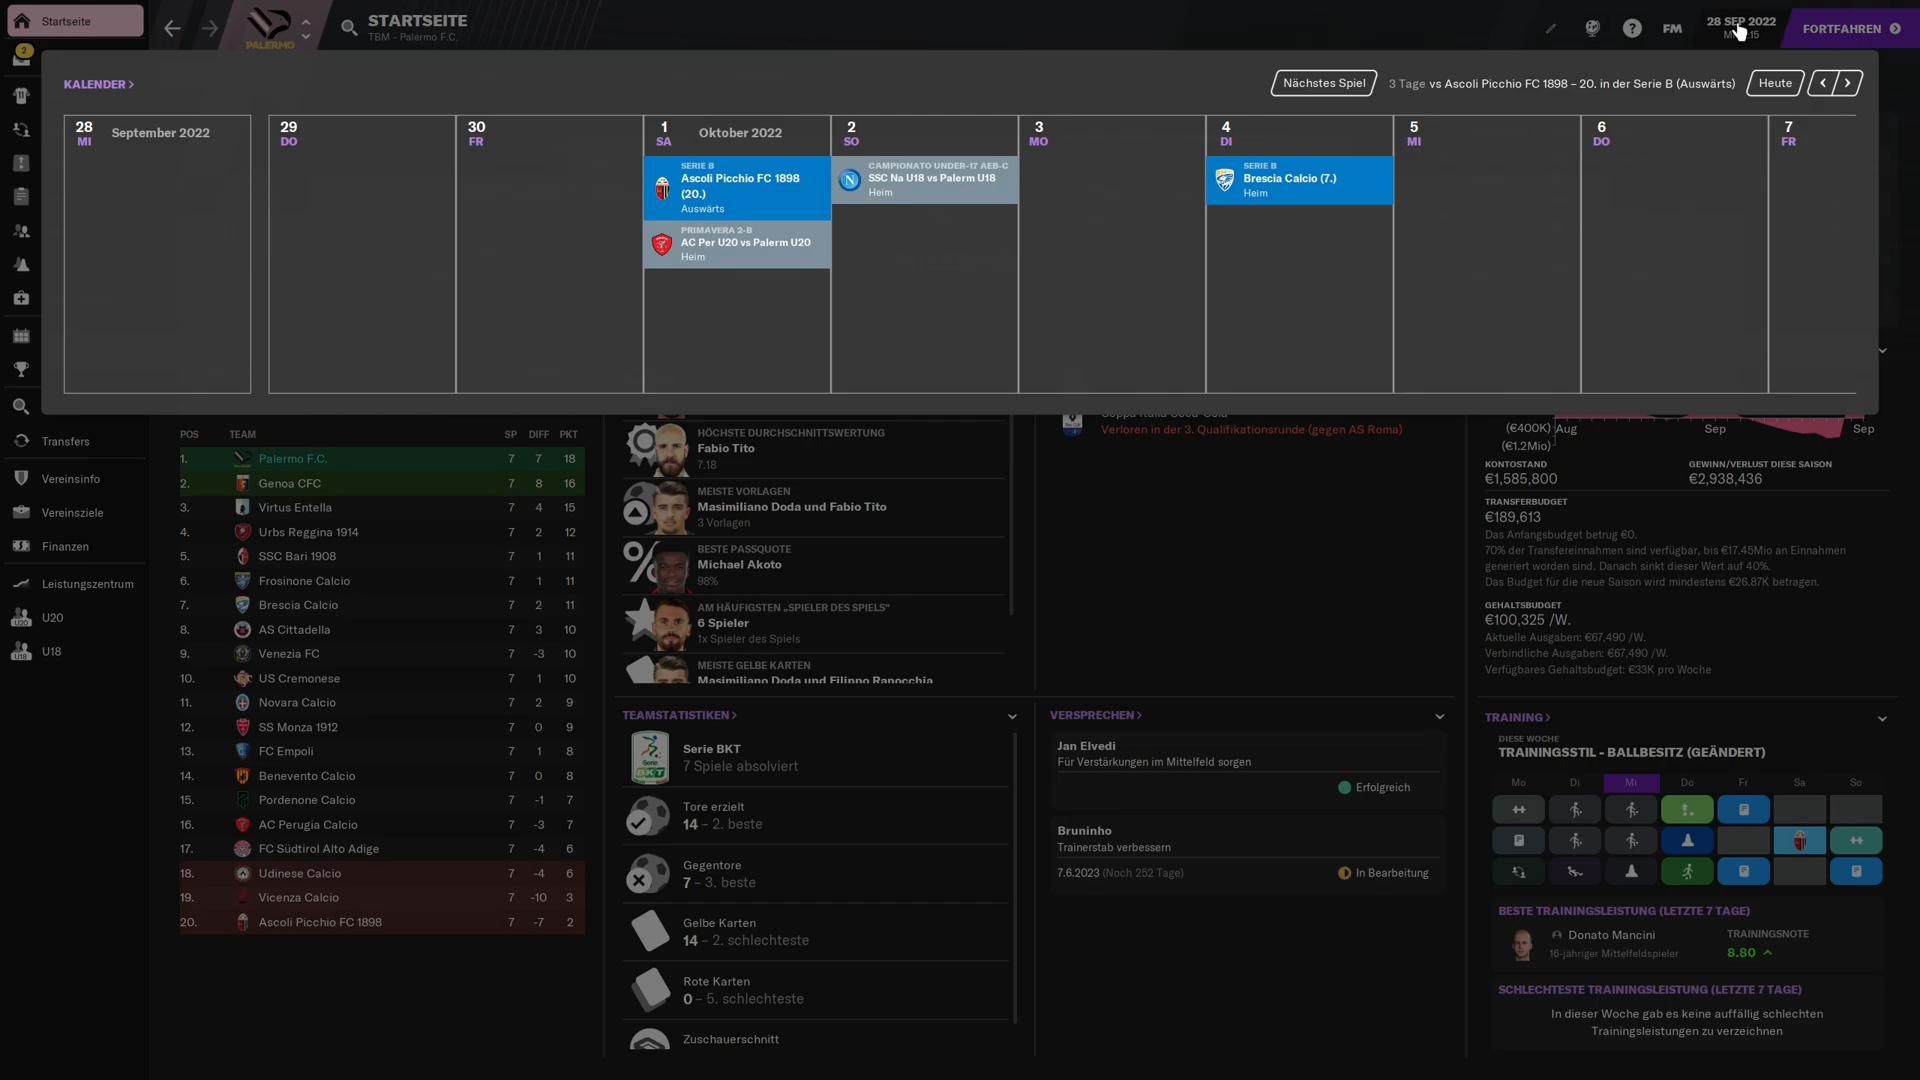 Startseite
2
PALERMO
STARTSEITE
TBM - Palermo F.C.
FM
28 SEP 2022
FORTFAHREN
KALENDER >
Nächstes Spiel
3 Tage vs Ascoli Picchio FC 1898 – 20. in der Serie B (Auswärts)
Heute
28 September 2022
MI
29
DO
30
FR
1 Oktober 2022
SA
2
SO
3
MO
4
DI
5
MI
6
DO
7
FR
SERIE B
Ascoli Picchio FC 1898
(20.)
Auswärts
PRIMAVERA 2-B
AC Per U20 vs Palerm U20
Heim
CAMPIONATO UNDER-17 AEB-C
SSC Na U18 vs Palerm U18
Heim
SERIE B
Brescia Calcio (7.)
Heim
Transfers
Vereinsinfo
Vereinsziele
Finanzen
Leistungszentrum
U20
U18
POS TEAM SP DIFF PKT
1. Palermo F.C. 7 7 18
2. Genoa CFC 7 8 16
3. Virtus Entella 7 4 15
4. Urbs Reggina 1914 7 2 12
5. SSC Bari 1908 7 1 11
6. Frosinone Calcio 7 1 11
7. Brescia Calcio 7 2 11
8. AS Cittadella 7 3 10
9. Venezia FC 7 -3 10
10. US Cremonese 7 1 10
11. Novara Calcio 7 2 9
12. SS Monza 1912 7 0 9
13. FC Empoli 7 1 8
14. Benevento Calcio 7 0 8
15. Pordenone Calcio 7 -1 7
16. AC Perugia Calcio 7 -3 7
17. FC Südtirol Alto Adige 7 -4 6
18. Udinese Calcio 7 -4 6
19. Vicenza Calcio 7 -10 3
20. Ascoli Picchio FC 1898 7 -7 2
HÖCHSTE DURCHSCHNITTSWERTUNG
Fabio Tito
7.18
MEISTE VORLAGEN
Masimiliano Doda und Fabio Tito
3 Vorlagen
BESTE PASSQUOTE
Michael Akoto
98%
AM HÄUFIGSTEN „SPIELER DES SPIELS"
6 Spieler
1x Spieler des Spiels
MEISTE GELBE KARTEN
Masimiliano Doda und Filippo Ranocchia
TEAMSTATISTIKEN >
Serie BKT
7 Spiele absolviert
Tore erzielt
14 – 2. beste
Gegentore
7 – 3. beste
Gelbe Karten
14 – 2. schlechteste
Rote Karten
0 – 5. schlechteste
Zuschauerschnitt
Verloren in der 3. Qualifikationsrunde (gegen AS Roma)
VERSPRECHEN >
Jan Elvedi
Für Verstärkungen im Mittelfeld sorgen
Erfolgreich
Bruninho
Trainerstab verbessern
7.6.2023 (Noch 252 Tage)
In Bearbeitung
(€400K)
(€1.2Mio)
Aug Sep Sep
KONTOSTAND
€1,585,800
GEWINN/VERLUST DIESE SAISON
€2,938,436
TRANSFERBUDGET
€189,613
Das Anfangsbudget betrug €0.
70% der Transfereinnahmen sind verfügbar, bis €17.45Mio an Einnahmen
generiert worden sind. Danach sinkt dieser Wert auf 40%.
Das Budget für die neue Saison wird mindestens €26.87K betragen.
GEHALTSBUDGET
€100,325 /W.
Aktuelle Ausgaben: €67,490 /W.
Verbindliche Ausgaben: €67,490 /W.
Verfügbares Gehaltsbudget: €33K pro Woche
TRAINING >
DIESE WOCHE
TRAININGSSTIL - BALLBESITZ (GEÄNDERT)
Mo Di Mi Do Fr Sa So
BESTE TRAININGSLEISTUNG (LETZTE 7 TAGE)
Donato Mancini
16-jähriger Mittelfeldspieler
TRAININGSNOTE
8.80
SCHLECHTESTE TRAININGSLEISTUNG (LETZTE 7 TAGE)
In dieser Woche gab es keine auffällig schlechten
Trainingsleistungen zu verzeichnen